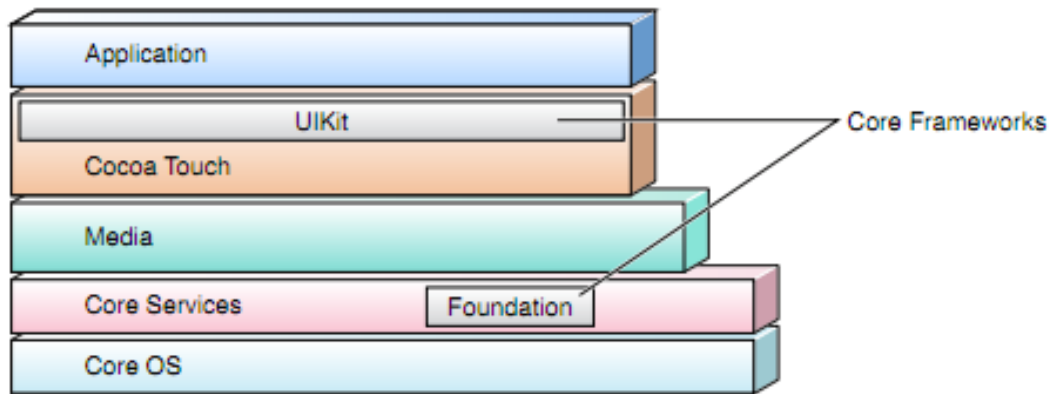 Application
UIKit
Core Frameworks
Cocoa Touch
Media
Core Services
Foundation
Core OS